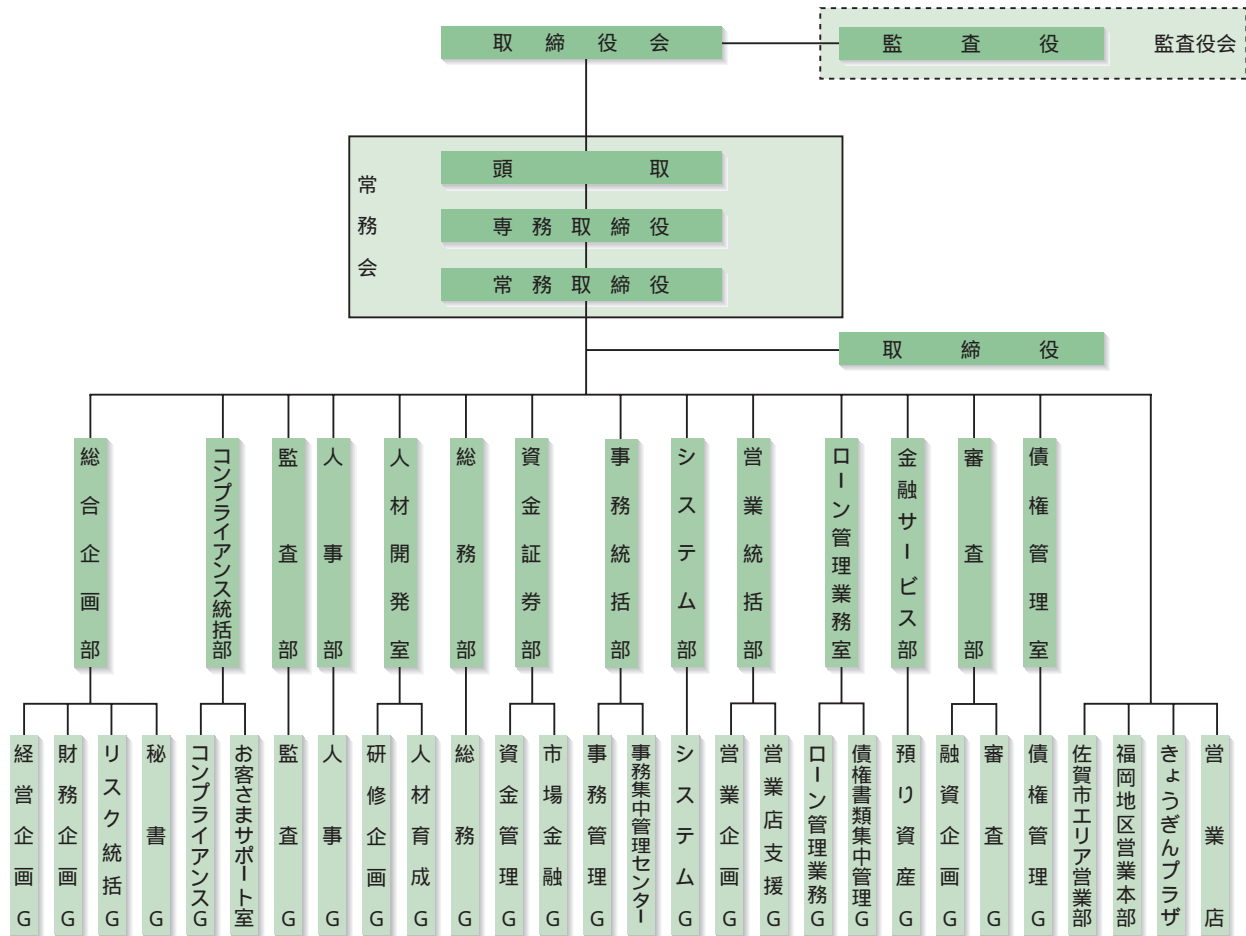 取締役会
監査役
監査役会
常務会
頭取
専務取締役
常務取締役
取締役
総合企画部
コンプライアンス統括部
監査部
人事部
人材開発室
総務部
資金証券部
事務統括部
システム部
営業統括部
ローン管理業務室
金融サービス部
審査部
債権管理室
経営企画G
財務企画G
リスク統括G
秘書G
コンプライアンスG
お客さまサポート室
監査G
人事G
研修企画G
人材育成G
総務G
資金管理G
市場金融G
事務管理G
事務集中管理センター
システムG
営業企画G
営業店支援G
ローン管理業務G
債権書類集中管理G
預り資産G
融資企画G
審査G
債権管理G
佐賀市エリア営業部
福岡地区営業本部
きょうぎんプラザ
営業店